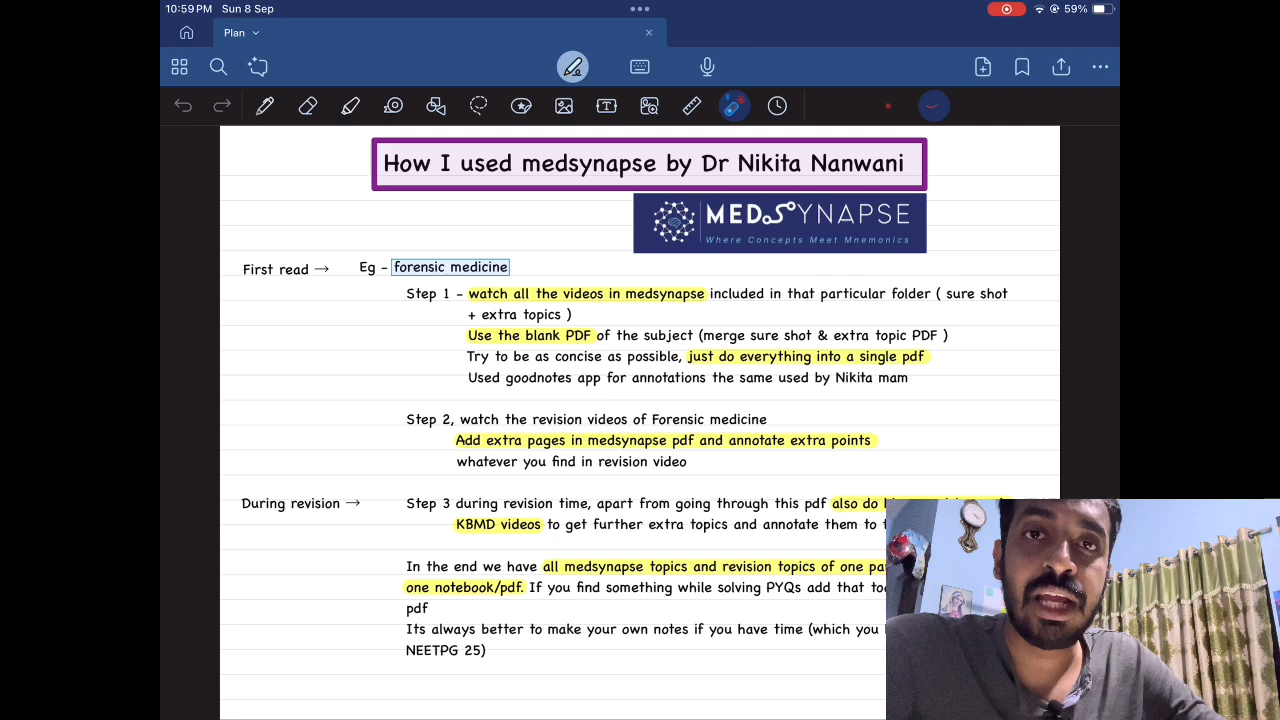 10:59 PM Sun 8 Sep
59%
Plan
How I used medsynapse by Dr Nikita Nanwani
MEDSYNAPSE
Where Concepts Meet Mnemonics
First read → Eg - forensic medicine
Step 1 - watch all the videos in medsynapse included in that particular folder ( sure shot
+ extra topics )
Use the blank PDF of the subject (merge sure shot & extra topic PDF )
Try to be as concise as possible, just do everything into a single pdf
Used goodnotes app for annotations the same used by Nikita mam
Step 2, watch the revision videos of Forensic medicine
Add extra pages in medsynapse pdf and annotate extra points
whatever you find in revision video
During revision → Step 3 during revision time, apart from going through this pdf also do
KBMD videos to get further extra topics and annotate them to
In the end we have all medsynapse topics and revision topics of one
one notebook/pdf. If you find something while solving PYQs add that
pdf
Its always better to make your own notes if you have time (which you
NEETPG 25)